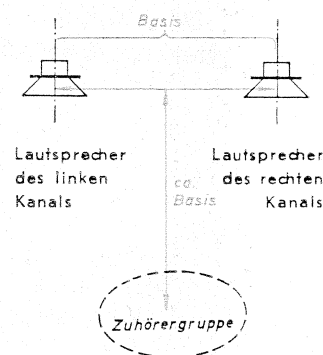 Basis
Lautsprecher
des linken
Kanals
Lautsprecher
des rechten
Kanals
ca.
Basis
Zuhörergruppe